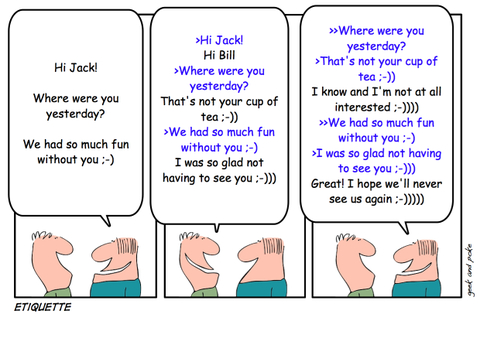 Hi Jack!
Where were you
yesterday?
We had so much fun
without you ;-)
>Hi Jack!
Hi Bill
>Where were you
yesterday?
That's not your cup of
tea ;-))
>We had so much fun
without you ;-)
I was so glad not
having to see you ;-)))
>>Where were you
yesterday?
>That's not your cup of
tea ;-))
I know and I'm not at all
interested ;-))))
>>We had so much fun
without you ;-)
>I was so glad not having
to see you ;-)))
Great! I hope we'll never
see us again ;-)))))
geek and poke
ETIQUETTE